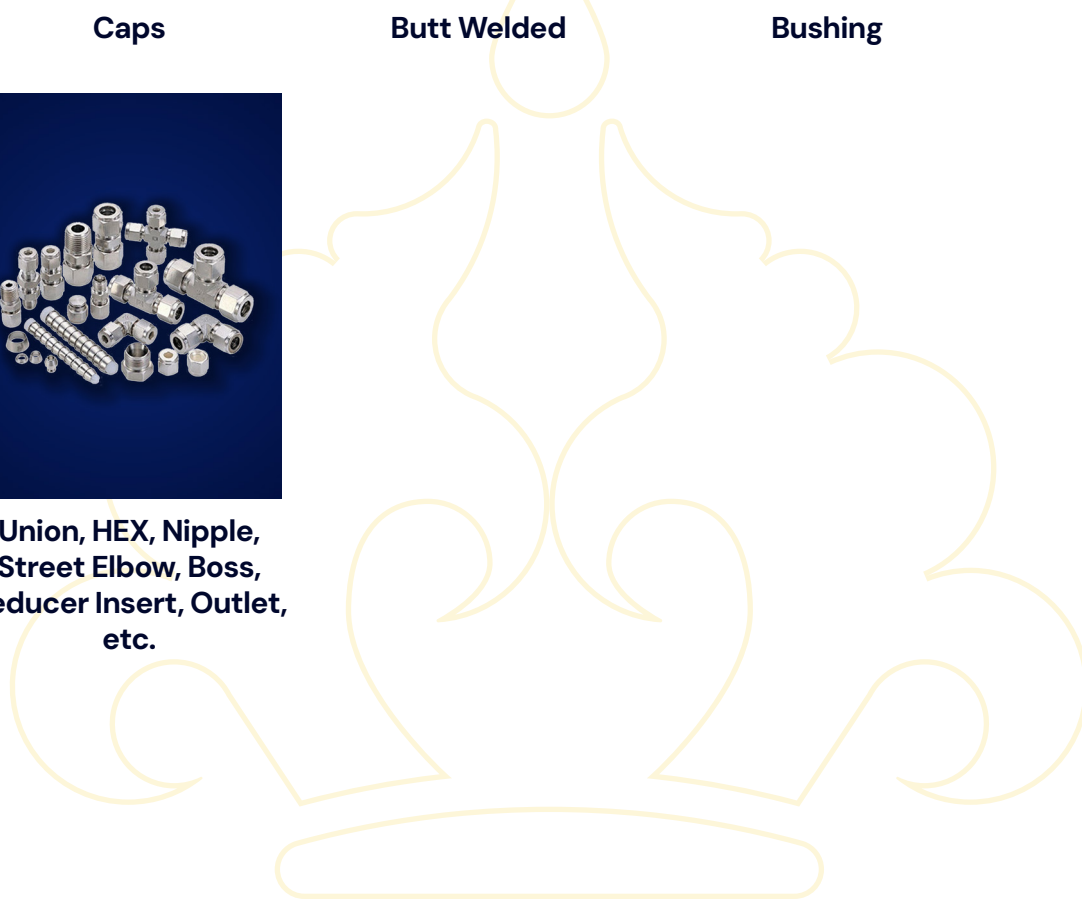 Caps
Butt Welded
Bushing
Union, HEX, Nipple,
Street Elbow, Boss,
educer Insert, Outlet,
etc.